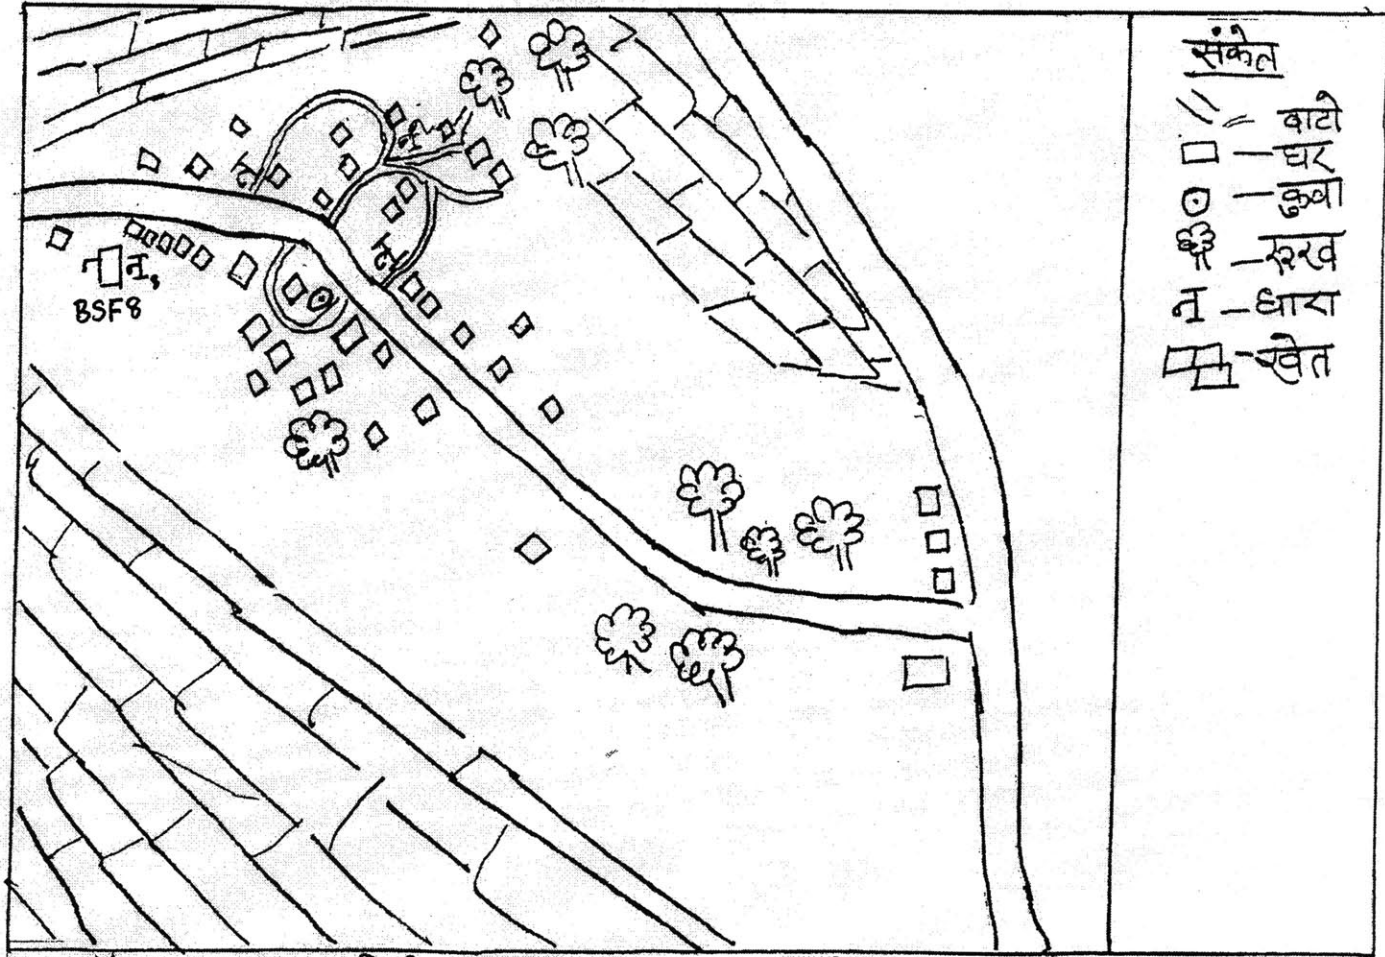 संकेत
बाटो
— घर
— कुवा
— रूख
न — धारा
— खेत
न
BSF8